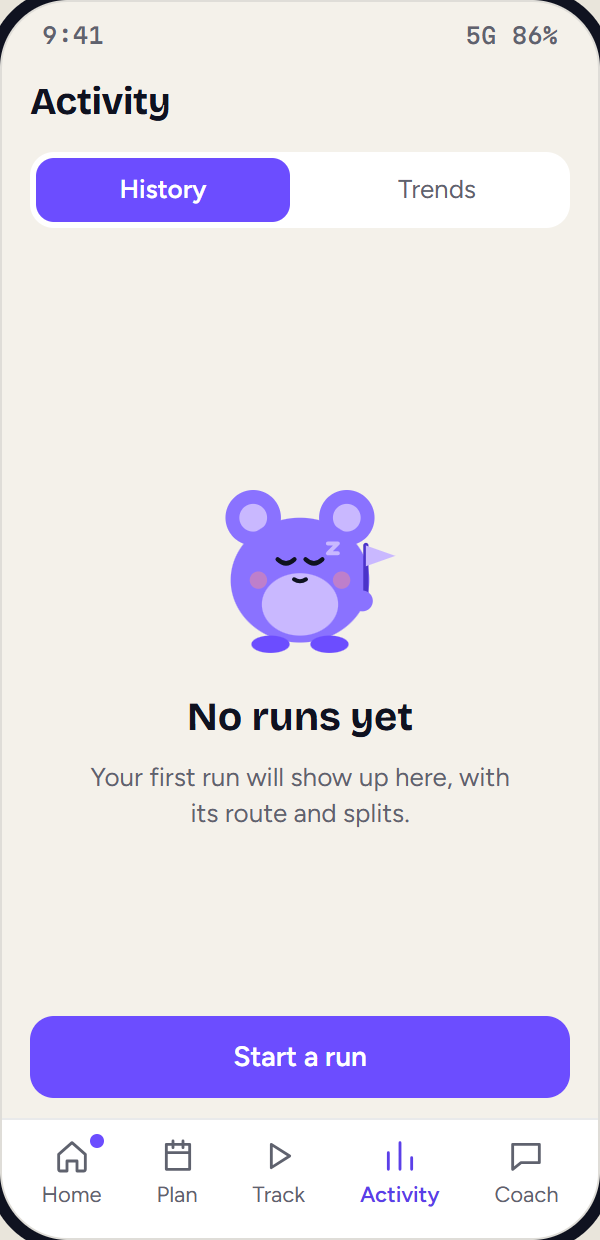 9:41
5G 86%
Activity
History
Trends
z
No runs yet
Your first run will show up here, with
its route and splits.
Start a run
Home
Plan
Track
Activity
Coach